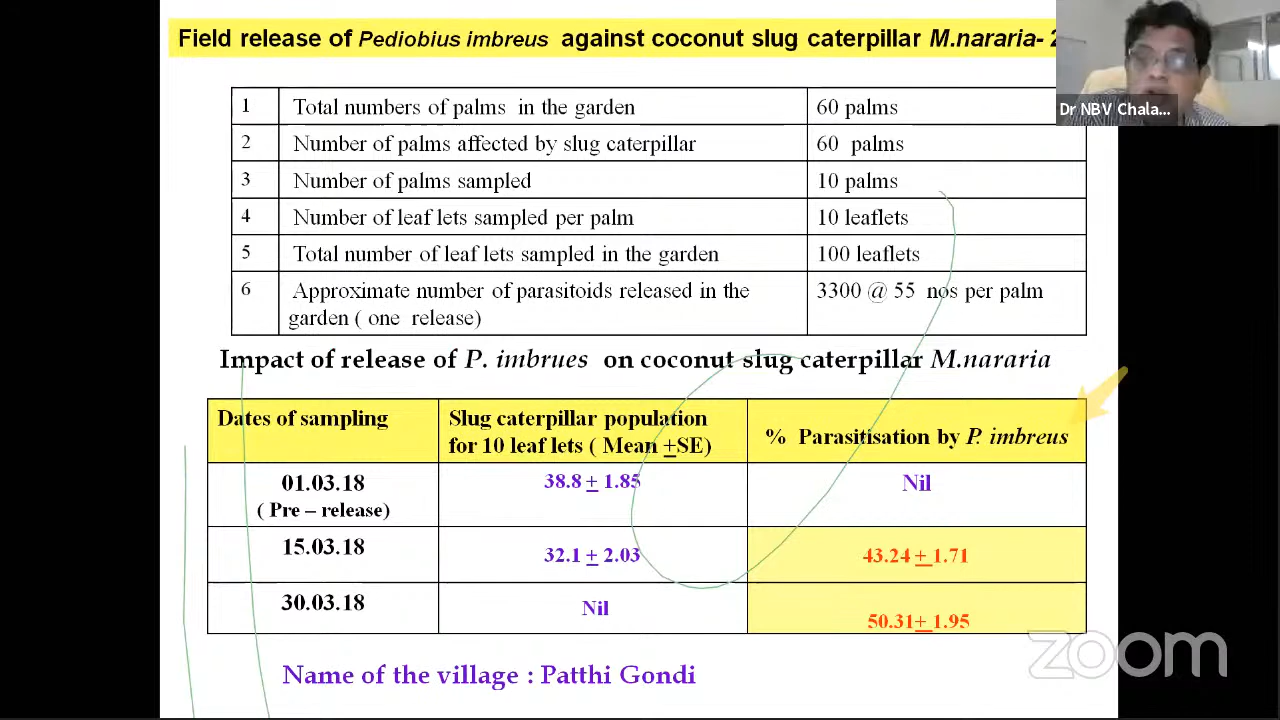 Field release of Pediobius imbreus against coconut slug caterpillar M.nararia-
Dr NBV Chala...
1 Total numbers of palms in the garden 60 palms
2 Number of palms affected by slug caterpillar 60 palms
3 Number of palms sampled 10 palms
4 Number of leaf lets sampled per palm 10 leaflets
5 Total number of leaf lets sampled in the garden 100 leaflets
6 Approximate number of parasitoids released in the 3300 @ 55 nos per palm
garden ( one release)
Impact of release of P. imbrues on coconut slug caterpillar M.nararia
Dates of sampling
Slug caterpillar population
for 10 leaf lets ( Mean +SE)
% Parasitisation by P. imbreus
01.03.18 38.8 + 1.85 Nil
( Pre – release)
15.03.18 32.1 + 2.03 43.24 + 1.71
30.03.18 Nil 50.31+ 1.95
Name of the village : Patthi Gondi
zoom